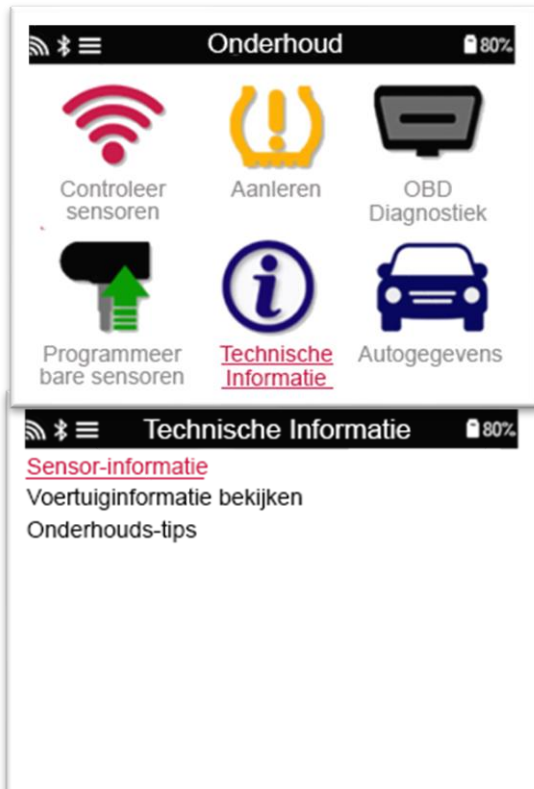 Onderhoud
80%
Controleer
sensoren
Aanleren
OBD
Diagnostiek
Programmeer
bare sensoren
Technische
Informatie
Autogegevens
Technische Informatie
80%
Sensor-informatie
Voertuiginformatie bekijken
Onderhouds-tips